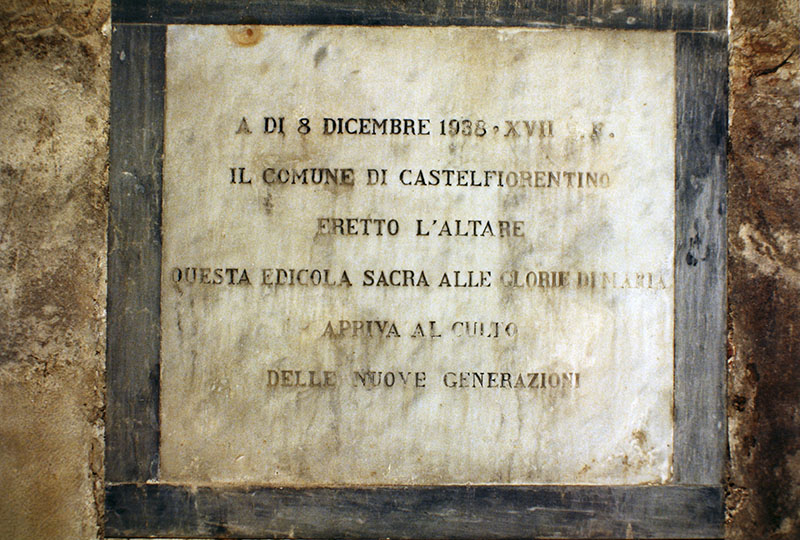 A DI 8 DICEMBRE 1938 • XVII E. F.
IL COMUNE DI CASTELFIORENTINO
ERETTO L'ALTARE
QUESTA EDICOLA SACRA ALLE GLORIE DI MARIA
APRIVA AL CULTO
DELLE NUOVE GENERAZIONI